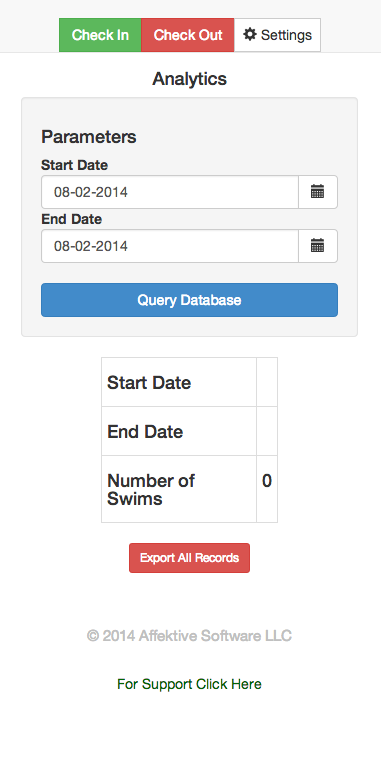 Check In Check Out Settings
Analytics
Parameters
Start Date
08-02-2014
End Date
08-02-2014
Query Database
Start Date
End Date
Number of
Swims 0
Export All Records
© 2014 Affektive Software LLC
For Support Click Here